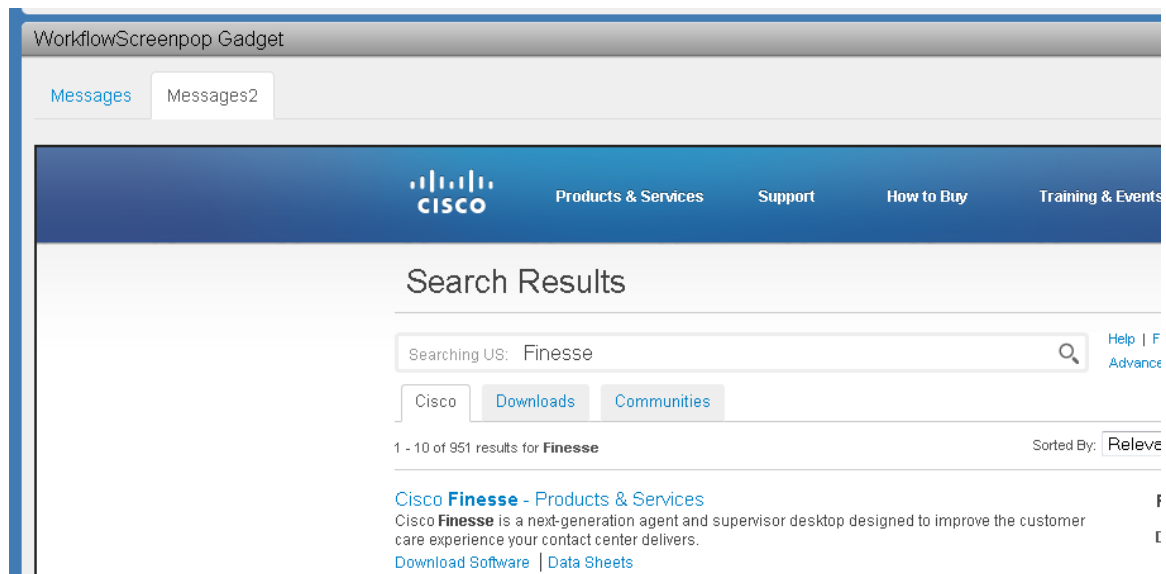 WorkflowScreenpop Gadget
Messages Messages2
CISCO Products & Services Support How to Buy Training & Events
Search Results
Searching US: Finesse
Help |
Cisco Downloads Communities
1 - 10 of 951 results for Finesse Sorted By:
Cisco Finesse - Products & Services
Cisco Finesse is a next-generation agent and supervisor desktop designed to improve the customer
care experience your contact center delivers.
Download Software | Data Sheets